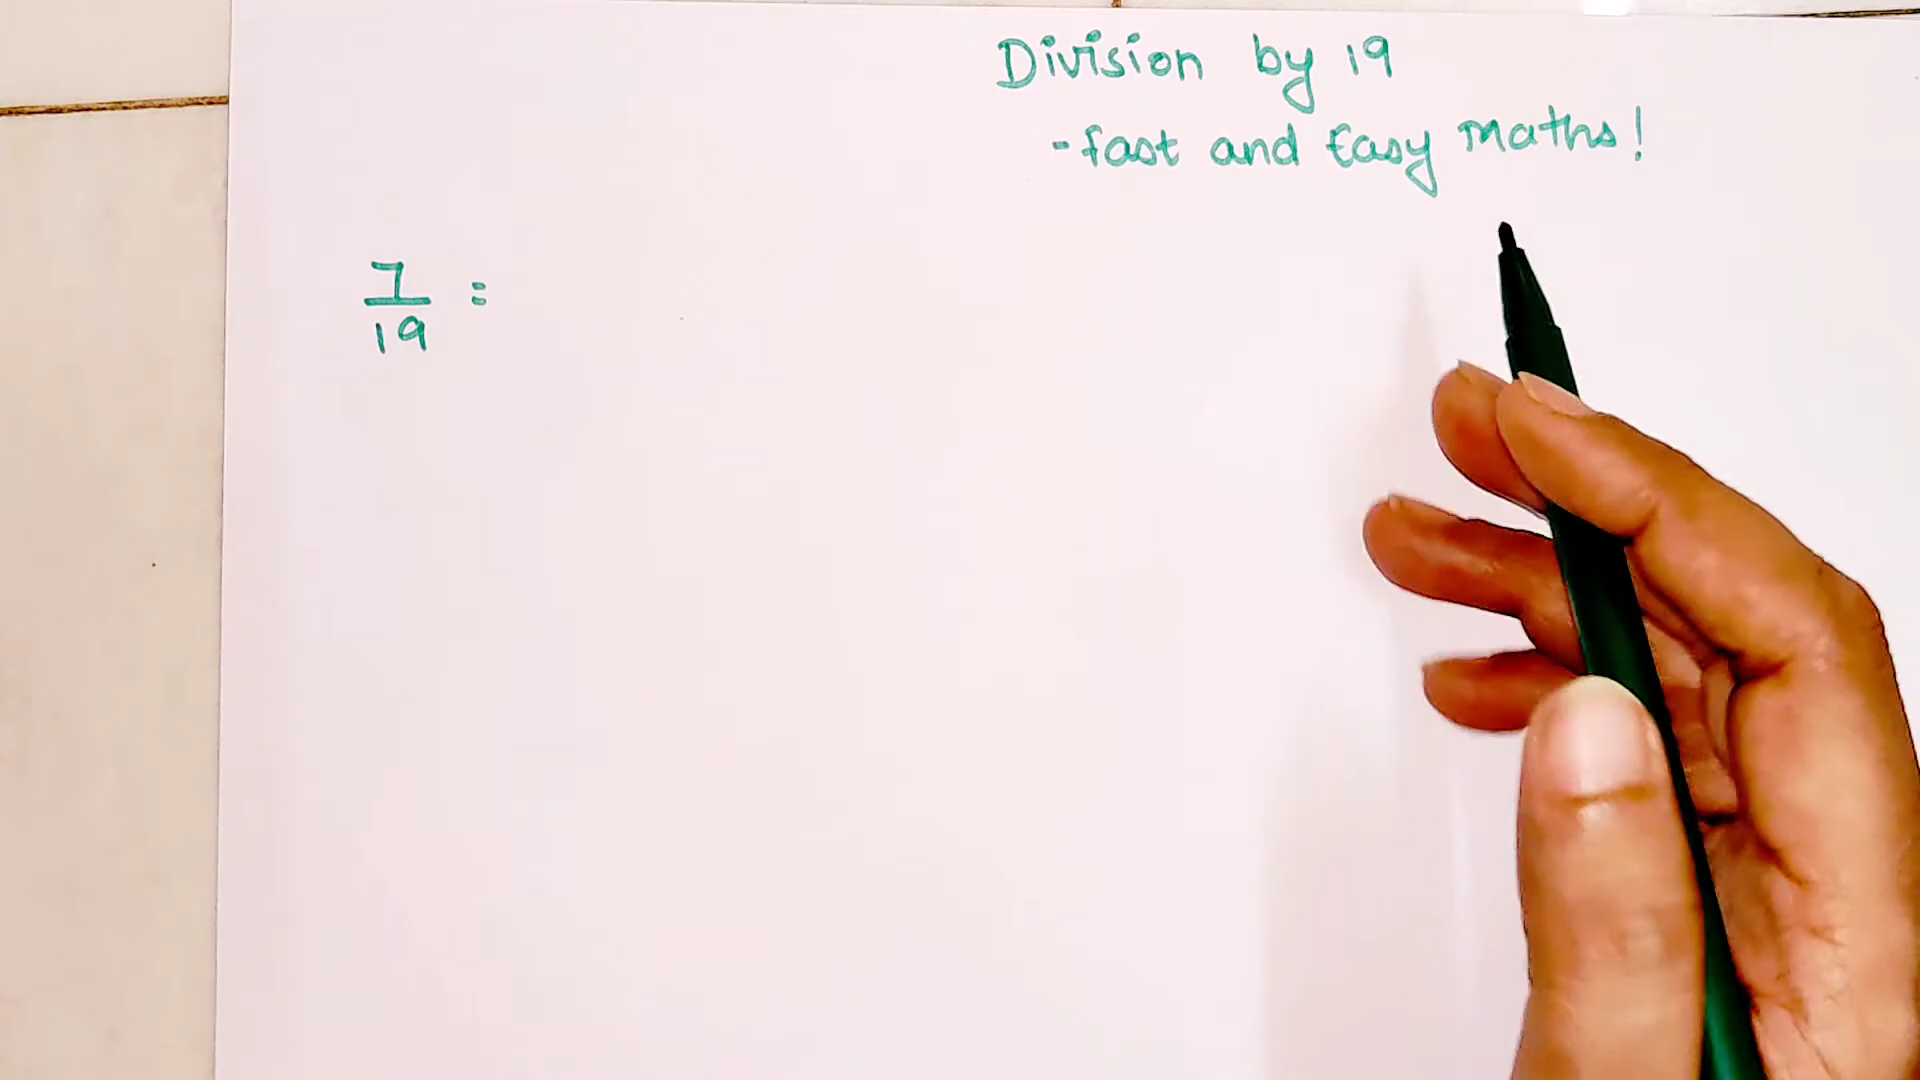 Division by 19
-fast and Easy Maths!
7
19
=